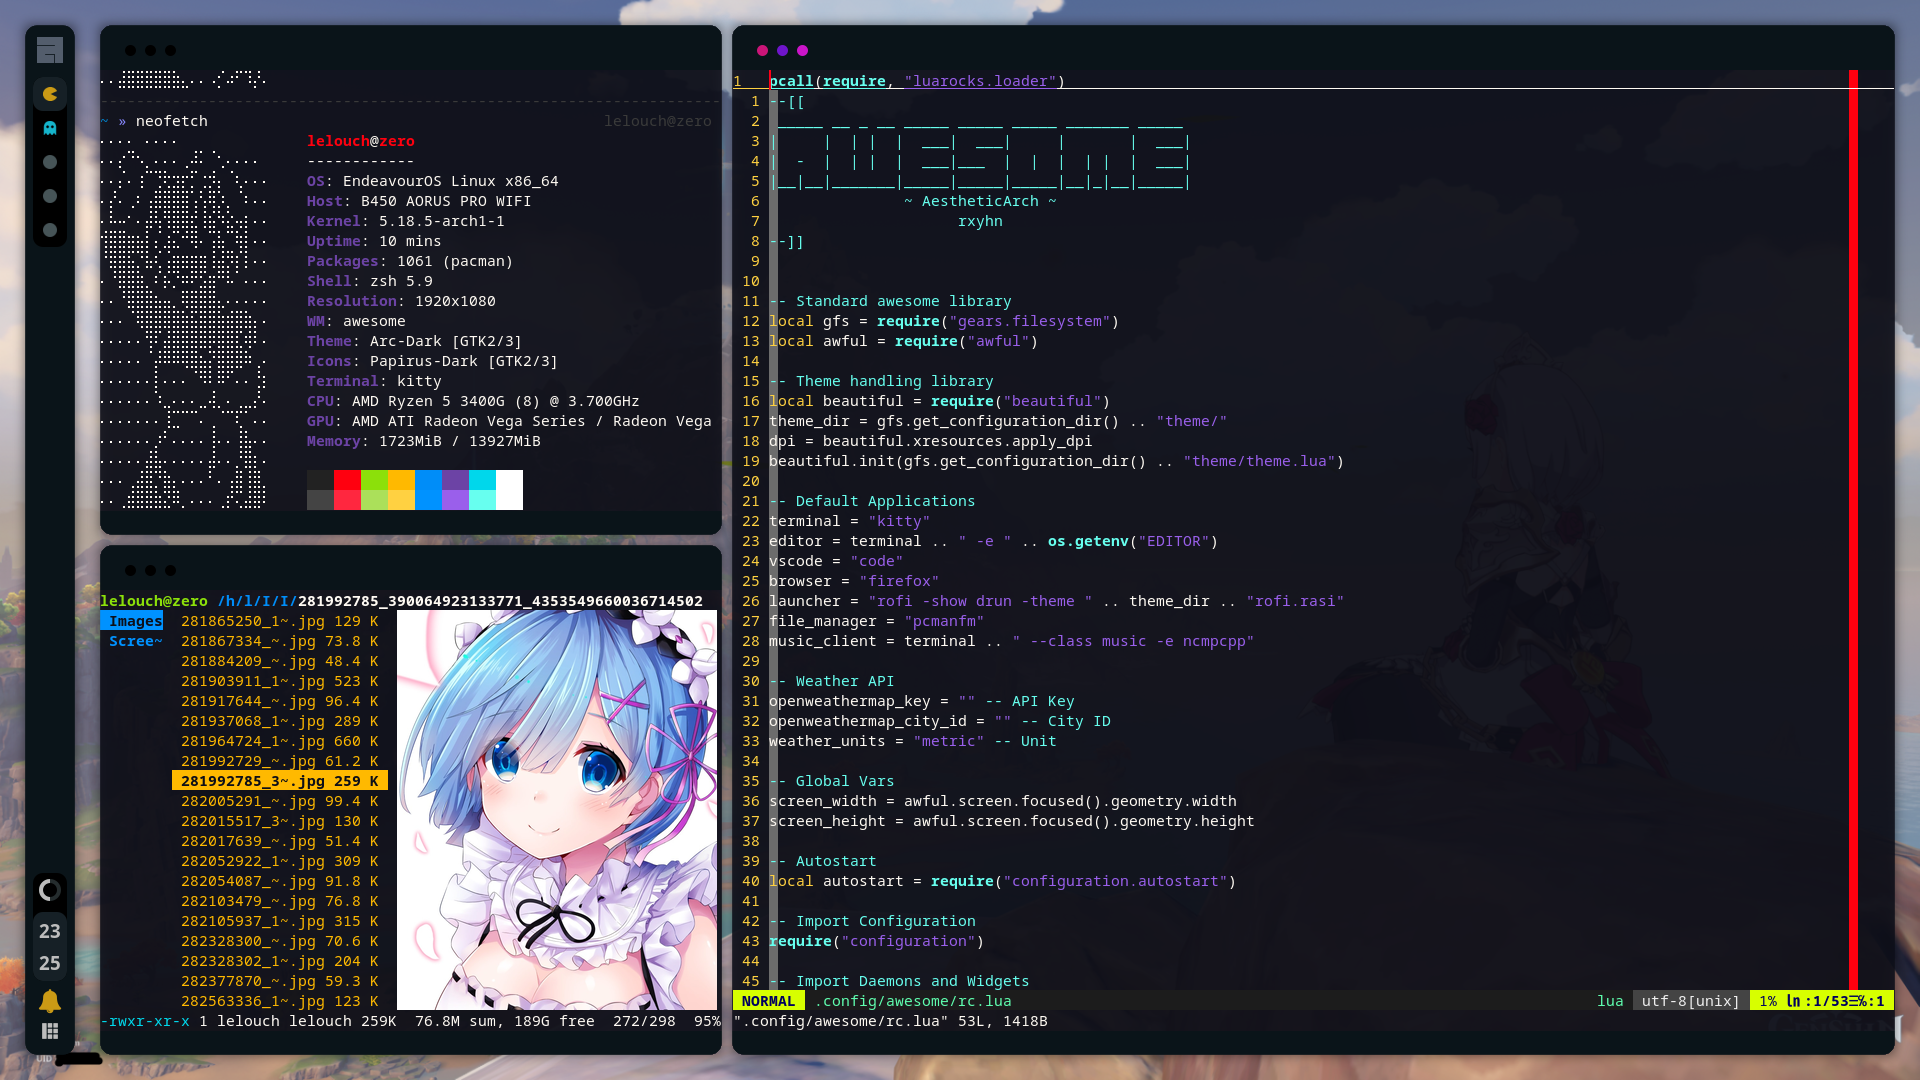 ~ » neofetch lelouch@zero
lelouch@zero
------------
OS: EndeavourOS Linux x86_64
Host: B450 AORUS PRO WIFI
Kernel: 5.18.5-arch1-1
Uptime: 10 mins
Packages: 1061 (pacman)
Shell: zsh 5.9
Resolution: 1920x1080
WM: awesome
Theme: Arc-Dark [GTK2/3]
Icons: Papirus-Dark [GTK2/3]
Terminal: kitty
CPU: AMD Ryzen 5 3400G (8) @ 3.700GHz
GPU: AMD ATI Radeon Vega Series / Radeon Vega
Memory: 1723MiB / 13927MiB
lelouch@zero /h/l/I/I/281992785_390064923133771_4353549660036714502
Images 281865250_1~.jpg 129 K
Scree~ 281867334_~.jpg 73.8 K
281884209_~.jpg 48.4 K
281903911_1~.jpg 523 K
281917644_~.jpg 96.4 K
281937068_1~.jpg 289 K
281964724_1~.jpg 660 K
281992729_~.jpg 61.2 K
281992785_3~.jpg 259 K
282005291_~.jpg 99.4 K
282015517_3~.jpg 130 K
282017639_~.jpg 51.4 K
282052922_1~.jpg 309 K
282054087_~.jpg 91.8 K
282103479_~.jpg 76.8 K
282105937_1~.jpg 315 K
282328300_~.jpg 70.6 K
282328302_1~.jpg 204 K
282377870_~.jpg 59.3 K
282563336_1~.jpg 123 K
-rwxr-xr-x 1 lelouch lelouch 259K 76.8M sum, 189G free 272/298 95%
23
25
1 pcall(require, "luarocks.loader")
1 --[[
2
3
4
5
6 ~ AestheticArch ~
7 rxyhn
8 --]]
9
10
11 -- Standard awesome library
12 local gfs = require("gears.filesystem")
13 local awful = require("awful")
14
15 -- Theme handling library
16 local beautiful = require("beautiful")
17 theme_dir = gfs.get_configuration_dir() .. "theme/"
18 dpi = beautiful.xresources.apply_dpi
19 beautiful.init(gfs.get_configuration_dir() .. "theme/theme.lua")
20
21 -- Default Applications
22 terminal = "kitty"
23 editor = terminal .. " -e " .. os.getenv("EDITOR")
24 vscode = "code"
25 browser = "firefox"
26 launcher = "rofi -show drun -theme " .. theme_dir .. "rofi.rasi"
27 file_manager = "pcmanfm"
28 music_client = terminal .. " --class music -e ncmpcpp"
29
30 -- Weather API
31 openweathermap_key = "" -- API Key
32 openweathermap_city_id = "" -- City ID
33 weather_units = "metric" -- Unit
34
35 -- Global Vars
36 screen_width = awful.screen.focused().geometry.width
37 screen_height = awful.screen.focused().geometry.height
38
39 -- Autostart
40 local autostart = require("configuration.autostart")
41
42 -- Import Configuration
43 require("configuration")
44
45 -- Import Daemons and Widgets
NORMAL .config/awesome/rc.lua lua utf-8[unix] 1% ln :1/53☰℅:1
".config/awesome/rc.lua" 53L, 1418B